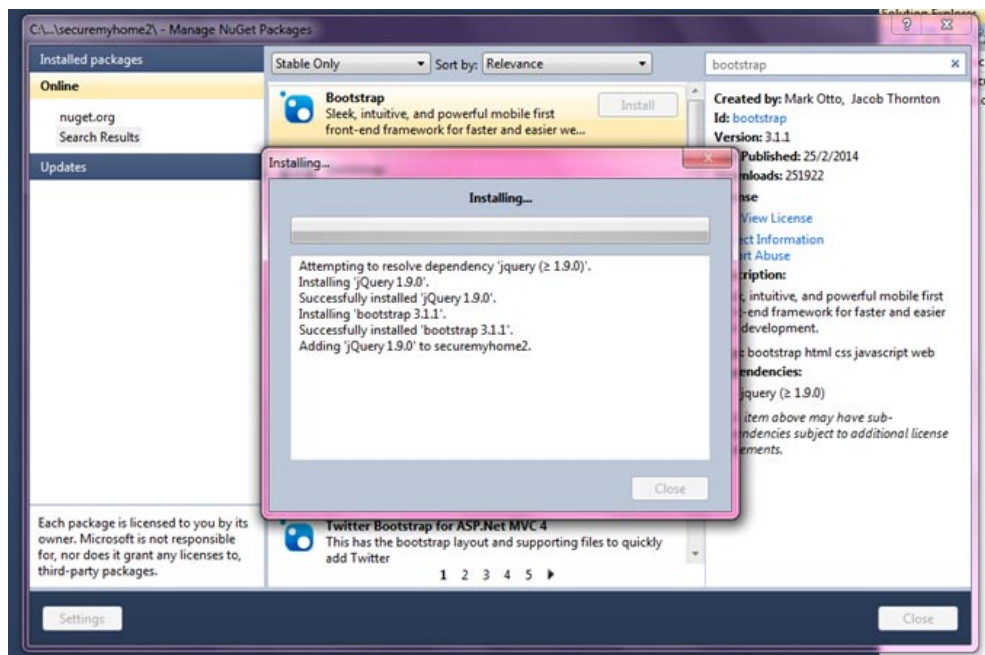 Solution Explorer
C:\...\securemyhome2\ - Manage NuGet Packages
Installed packages
Online
nuget.org
Search Results
Updates
Each package is licensed to you by its
owner. Microsoft is not responsible
for, nor does it grant any licenses to,
third-party packages.
Settings
Stable Only
Sort by: Relevance
Bootstrap
Sleek, intuitive, and powerful mobile first
front-end framework for faster and easier we...
Install
Installing...
Installing...
Attempting to resolve dependency 'jquery (≥ 1.9.0)'.
Installing 'jQuery 1.9.0'.
Successfully installed 'jQuery 1.9.0'.
Installing 'bootstrap 3.1.1'.
Successfully installed 'bootstrap 3.1.1'.
Adding 'jQuery 1.9.0' to securemyhome2.
Close
Twitter Bootstrap for ASP.Net MVC 4
This has the bootstrap layout and supporting files to quickly
add Twitter
1 2 3 4 5
bootstrap
Created by: Mark Otto, Jacob Thornton
Id: bootstrap
Version: 3.1.1
Published: 25/2/2014
251922
View License
Information
Abuse
intuitive, and powerful mobile first
framework for faster and easier
development.
bootstrap html css javascript web
jquery (≥ 1.9.0)
item above may have sub-
subject to additional license
Close